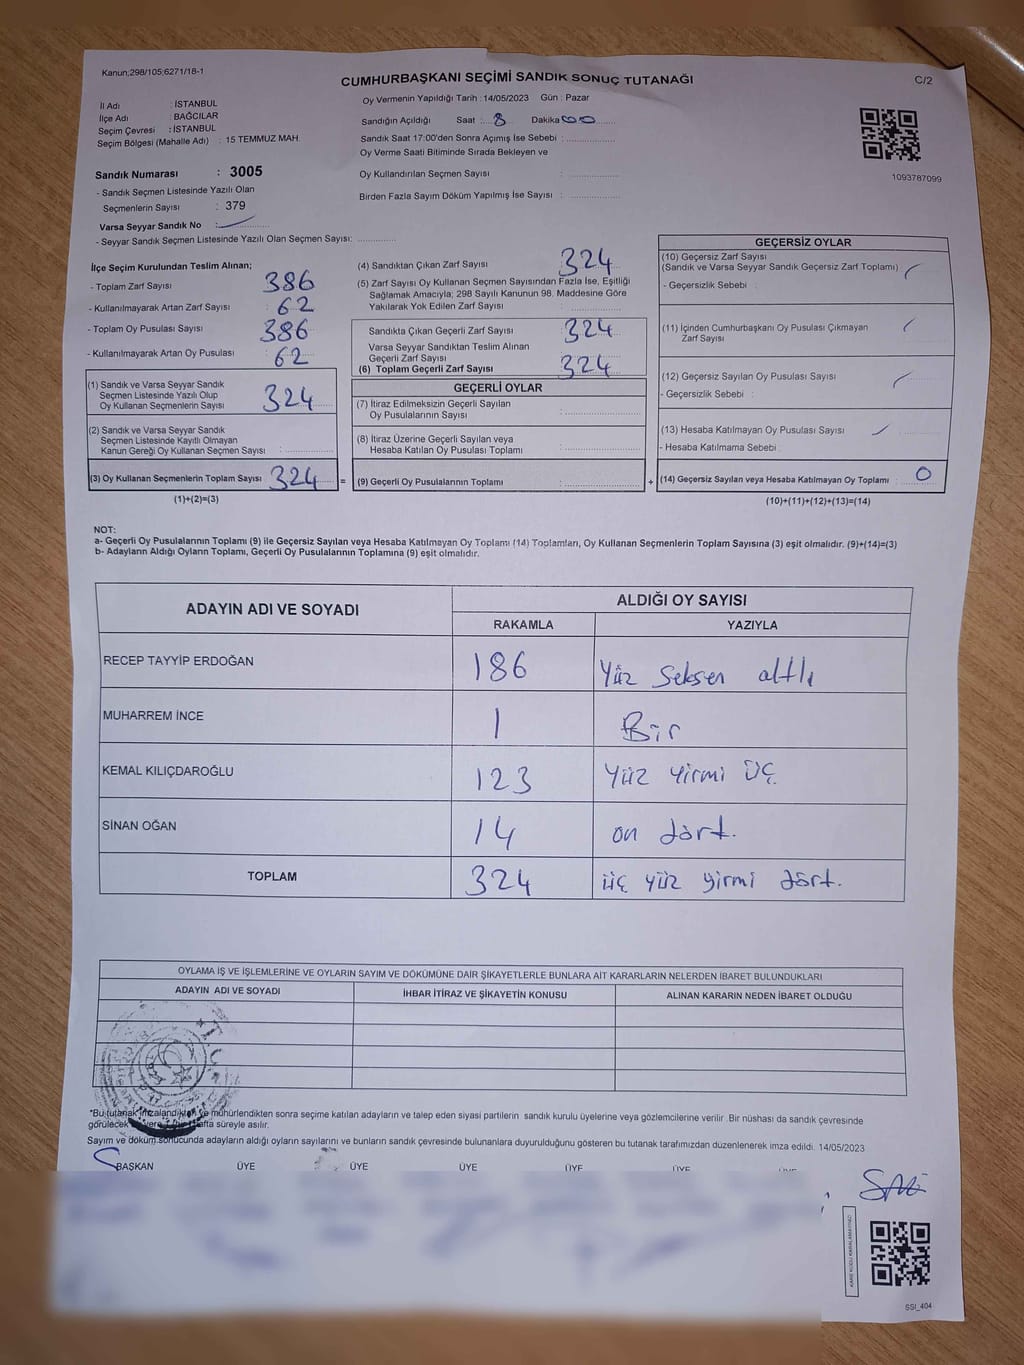 Kanun;298/105;6271/18-1
CUMHURBAŞKANI SEÇİMİ SANDIK SONUÇ TUTANAĞI
C/2
İl Adı : İSTANBUL
İlçe Adı : BAĞCILAR
Seçim Çevresi : İSTANBUL
Seçim Bölgesi (Mahalle Adı) : 15 TEMMUZ MAH.
Sandık Numarası : 3005
- Sandık Seçmen Listesinde Yazılı Olan
Seçmenlerin Sayısı : 379
Varsa Seyyar Sandık No :
- Seyyar Sandık Seçmen Listesinde Yazılı Olan Seçmen Sayısı:
Oy Vermenin Yapıldığı Tarih : 14/05/2023 Gün : Pazar
Sandığın Açıldığı Saat : 8 Dakika 00
Sandık Saat 17:00'den Sonra Açımış İse Sebebi :
Oy Verme Saati Bitiminde Sırada Bekleyen ve
Oy Kullandırılan Seçmen Sayısı :
Birden Fazla Sayım Döküm Yapılmış İse Sayısı :
1093787099
İlçe Seçim Kurulundan Teslim Alınan;
- Toplam Zarf Sayısı : 386
- Kullanılmayarak Artan Zarf Sayısı : 62
- Toplam Oy Pusulası Sayısı : 386
- Kullanılmayarak Artan Oy Pusulası : 62
(1) Sandık ve Varsa Seyyar Sandık
Seçmen Listesinde Yazılı Olup
Oy Kullanan Seçmenlerin Sayısı : 324
(2) Sandık ve Varsa Seyyar Sandık
Seçmen Listesinde Kayıtlı Olmayan
Kanun Gereği Oy Kullanan Seçmen Sayısı :
(3) Oy Kullanan Seçmenlerin Toplam Sayısı : 324 =
(1)+(2)=(3)
(4) Sandıktan Çıkan Zarf Sayısı : 324
(5) Zarf Sayısı Oy Kullanan Seçmen Sayısından Fazla İse, Eşitliği
Sağlamak Amacıyla; 298 Sayılı Kanunun 98. Maddesine Göre
Yakılarak Yok Edilen Zarf Sayısı :
Sandıkta Çıkan Geçerli Zarf Sayısı : 324
Varsa Seyyar Sandıktan Teslim Alınan
Geçerli Zarf Sayısı :
(6) Toplam Geçerli Zarf Sayısı : 324
GEÇERLİ OYLAR
(7) İtiraz Edilmeksizin Geçerli Sayılan
Oy Pusulalarının Sayısı :
(8) İtiraz Üzerine Geçerli Sayılan veya
Hesaba Katılan Oy Pusulası Toplamı :
(9) Geçerli Oy Pusulalarının Toplamı : +
GEÇERSİZ OYLAR
(10) Geçersiz Zarf Sayısı
(Sandık ve Varsa Seyyar Sandık Geçersiz Zarf Toplamı) :
- Geçersizlik Sebebi :
(11) İçinden Cumhurbaşkanı Oy Pusulası Çıkmayan
Zarf Sayısı :
(12) Geçersiz Sayılan Oy Pusulası Sayısı :
- Geçersizlik Sebebi :
(13) Hesaba Katılmayan Oy Pusulası Sayısı :
- Hesaba Katılmama Sebebi
(14) Geçersiz Sayılan veya Hesaba Katılmayan Oy Toplamı : 0
(10)+(11)+(12)+(13)=(14)
NOT:
a- Geçerli Oy Pusulalarının Toplamı (9) ile Geçersiz Sayılan veya Hesaba Katılmayan Oy Toplamı (14) Toplamları, Oy Kullanan Seçmenlerin Toplam Sayısına (3) eşit olmalıdır. (9)+(14)=(3)
b- Adayların Aldığı Oyların Toplamı, Geçerli Oy Pusulalarının Toplamına (9) eşit olmalıdır.
ADAYIN ADI VE SOYADI ALDIĞI OY SAYISI
RAKAMLA YAZIYLA
RECEP TAYYİP ERDOĞAN 186 Yüz Seksen altı
MUHARREM İNCE 1 Bir
KEMAL KILIÇDAROĞLU 123 Yüz yirmi üç
SİNAN OĞAN 14 on dört.
TOPLAM 324 üç yüz yirmi dört.
OYLAMA İŞ VE İŞLEMLERİNE VE OYLARIN SAYIM VE DÖKÜMÜNE DAİR ŞİKAYETLERLE BUNLARA AİT KARARLARIN NELERDEN İBARET BULUNDUKLARI
ADAYIN ADI VE SOYADI İHBAR İTİRAZ VE ŞİKAYETİN KONUSU ALINAN KARARIN NEDEN İBARET OLDUĞU
*Bu tutanak imzalandıktan ve mühürlendikten sonra seçime katılan adayların ve talep eden siyasi partilerin sandık kurulu üyelerine veya gözlemcilerine verilir. Bir nüshası da sandık çevresinde
görülecek bir yere 1 bir hafta süreyle asılır.
Sayım ve döküm sonucunda adayların aldığı oyların sayılarını ve bunların sandık çevresinde bulunanlara duyurulduğunu gösteren bu tutanak tarafımızdan düzenlenerek imza edildi. 14/05/2023
BAŞKAN ÜYE ÜYE ÜYE ÜYE ÜYE ÜYE
KARE KODU KARALAMAYINIZ!
SSI_404